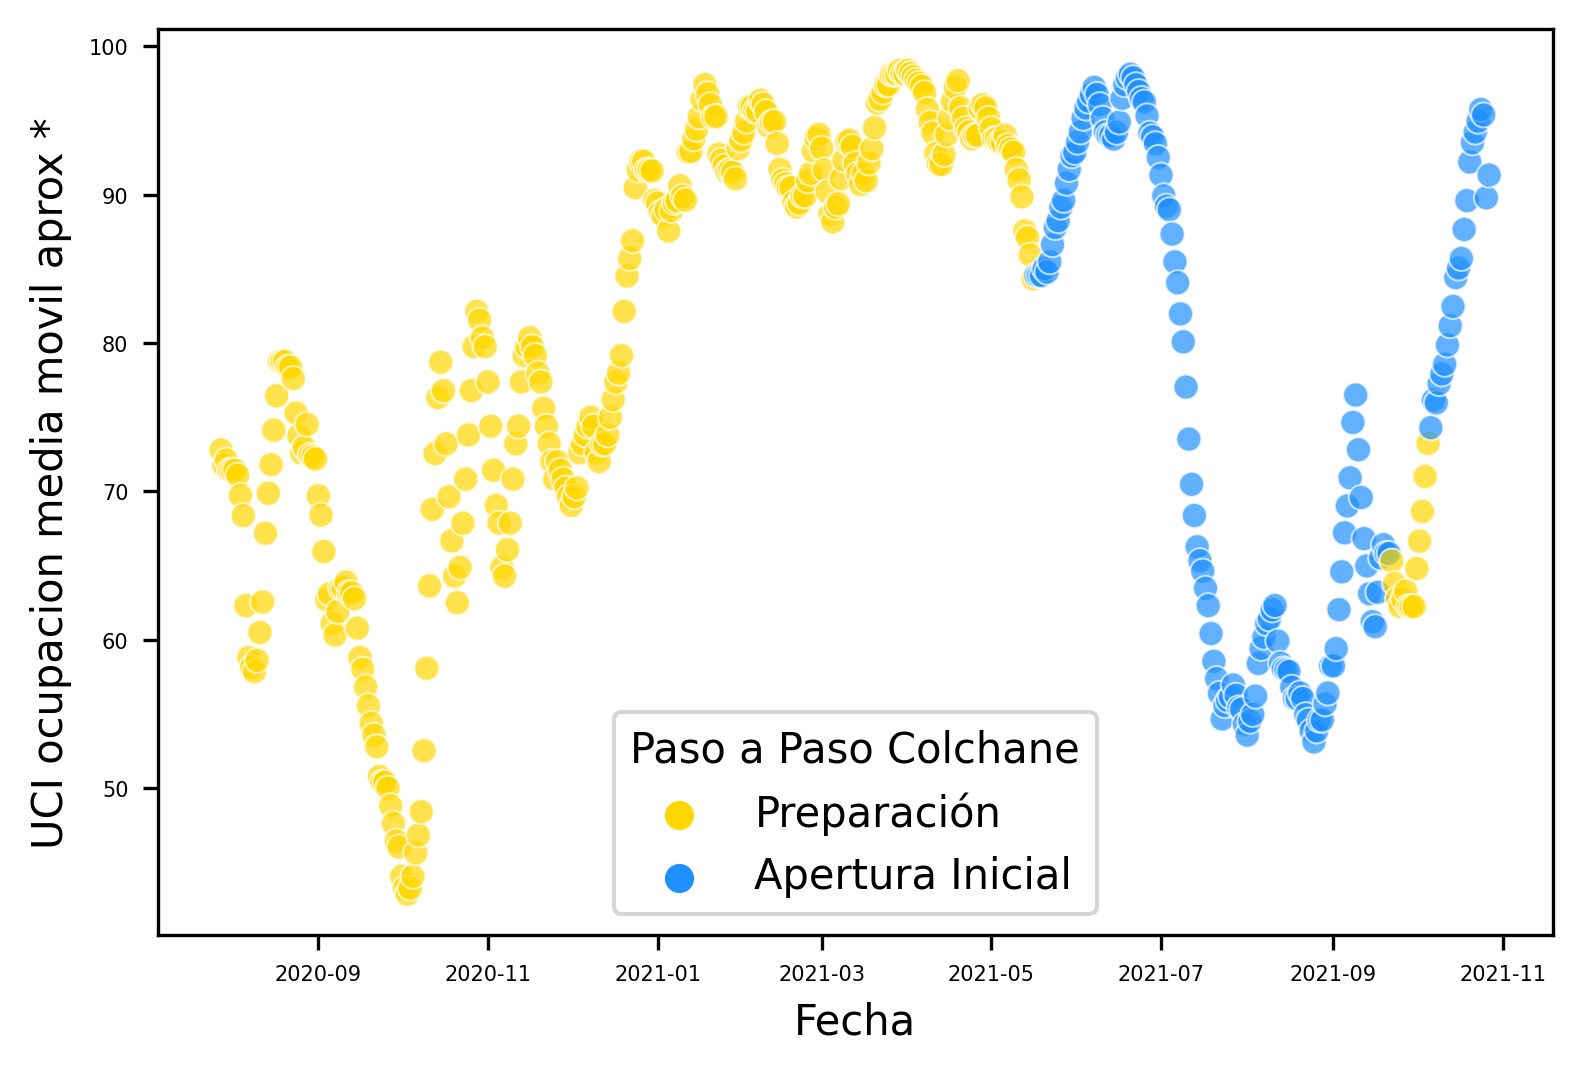 UCI ocupacion media movil aprox *
100
90
80
70
60
50
Paso a Paso Colchane
Preparación
Apertura Inicial
2020-09 2020-11 2021-01 2021-03 2021-05 2021-07 2021-09 2021-11
Fecha